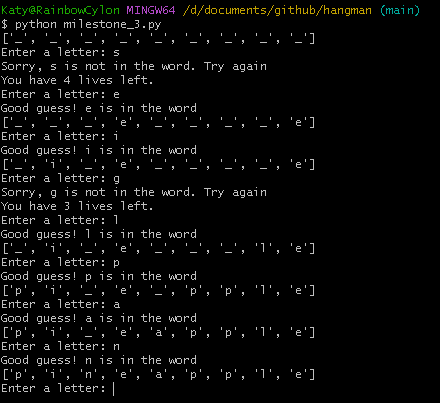 Katy@RainbowCylon MINGW64 /d/documents/github/hangman (main)
$ python milestone_3.py
['_', '_', '_', '_', '_', '_', '_', '_', '_']
Enter a letter: s
Sorry, s is not in the word. Try again
You have 4 lives left.
Enter a letter: e
Good guess! e is in the word
['_', '_', '_', 'e', '_', '_', '_', '_', 'e']
Enter a letter: i
Good guess! i is in the word
['_', 'i', '_', 'e', '_', '_', '_', '_', 'e']
Enter a letter: g
Sorry, g is not in the word. Try again
You have 3 lives left.
Enter a letter: l
Good guess! l is in the word
['_', 'i', '_', 'e', '_', '_', '_', 'l', 'e']
Enter a letter: p
Good guess! p is in the word
['p', 'i', '_', 'e', '_', 'p', 'p', 'l', 'e']
Enter a letter: a
Good guess! a is in the word
['p', 'i', '_', 'e', 'a', 'p', 'p', 'l', 'e']
Enter a letter: n
Good guess! n is in the word
['p', 'i', 'n', 'e', 'a', 'p', 'p', 'l', 'e']
Enter a letter: